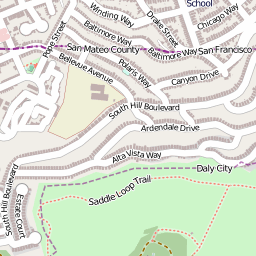 School
Winding Way
Drake Street
Chicago Way
Baltimore Way
Pope Street
San Mateo County
Baltimore Way
San Francisco
Bellevue Avenue
Polaris Way
Canyon Drive
South Hill Boulevard
Ardendale Drive
Alta Vista Way
Daly City
South Hill Boulevard
Estate Court
Saddle Loop Trail